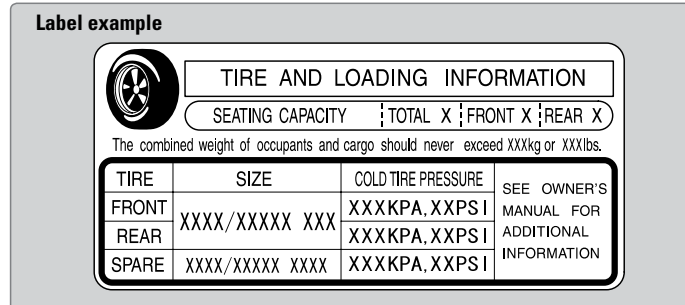 Label example
TIRE AND LOADING INFORMATION
SEATING CAPACITY TOTAL X FRONT X REAR X
The combined weight of occupants and cargo should never exceed XXXkg or XXXlbs.
TIRE SIZE COLD TIRE PRESSURE
FRONT XXXX/XXXXX XXX XXXKPA,XXPSI
REAR XXXKPA,XXPSI
SPARE XXXX/XXXXX XXXX XXXKPA,XXPSI
SEE OWNER'S
MANUAL FOR
ADDITIONAL
INFORMATION